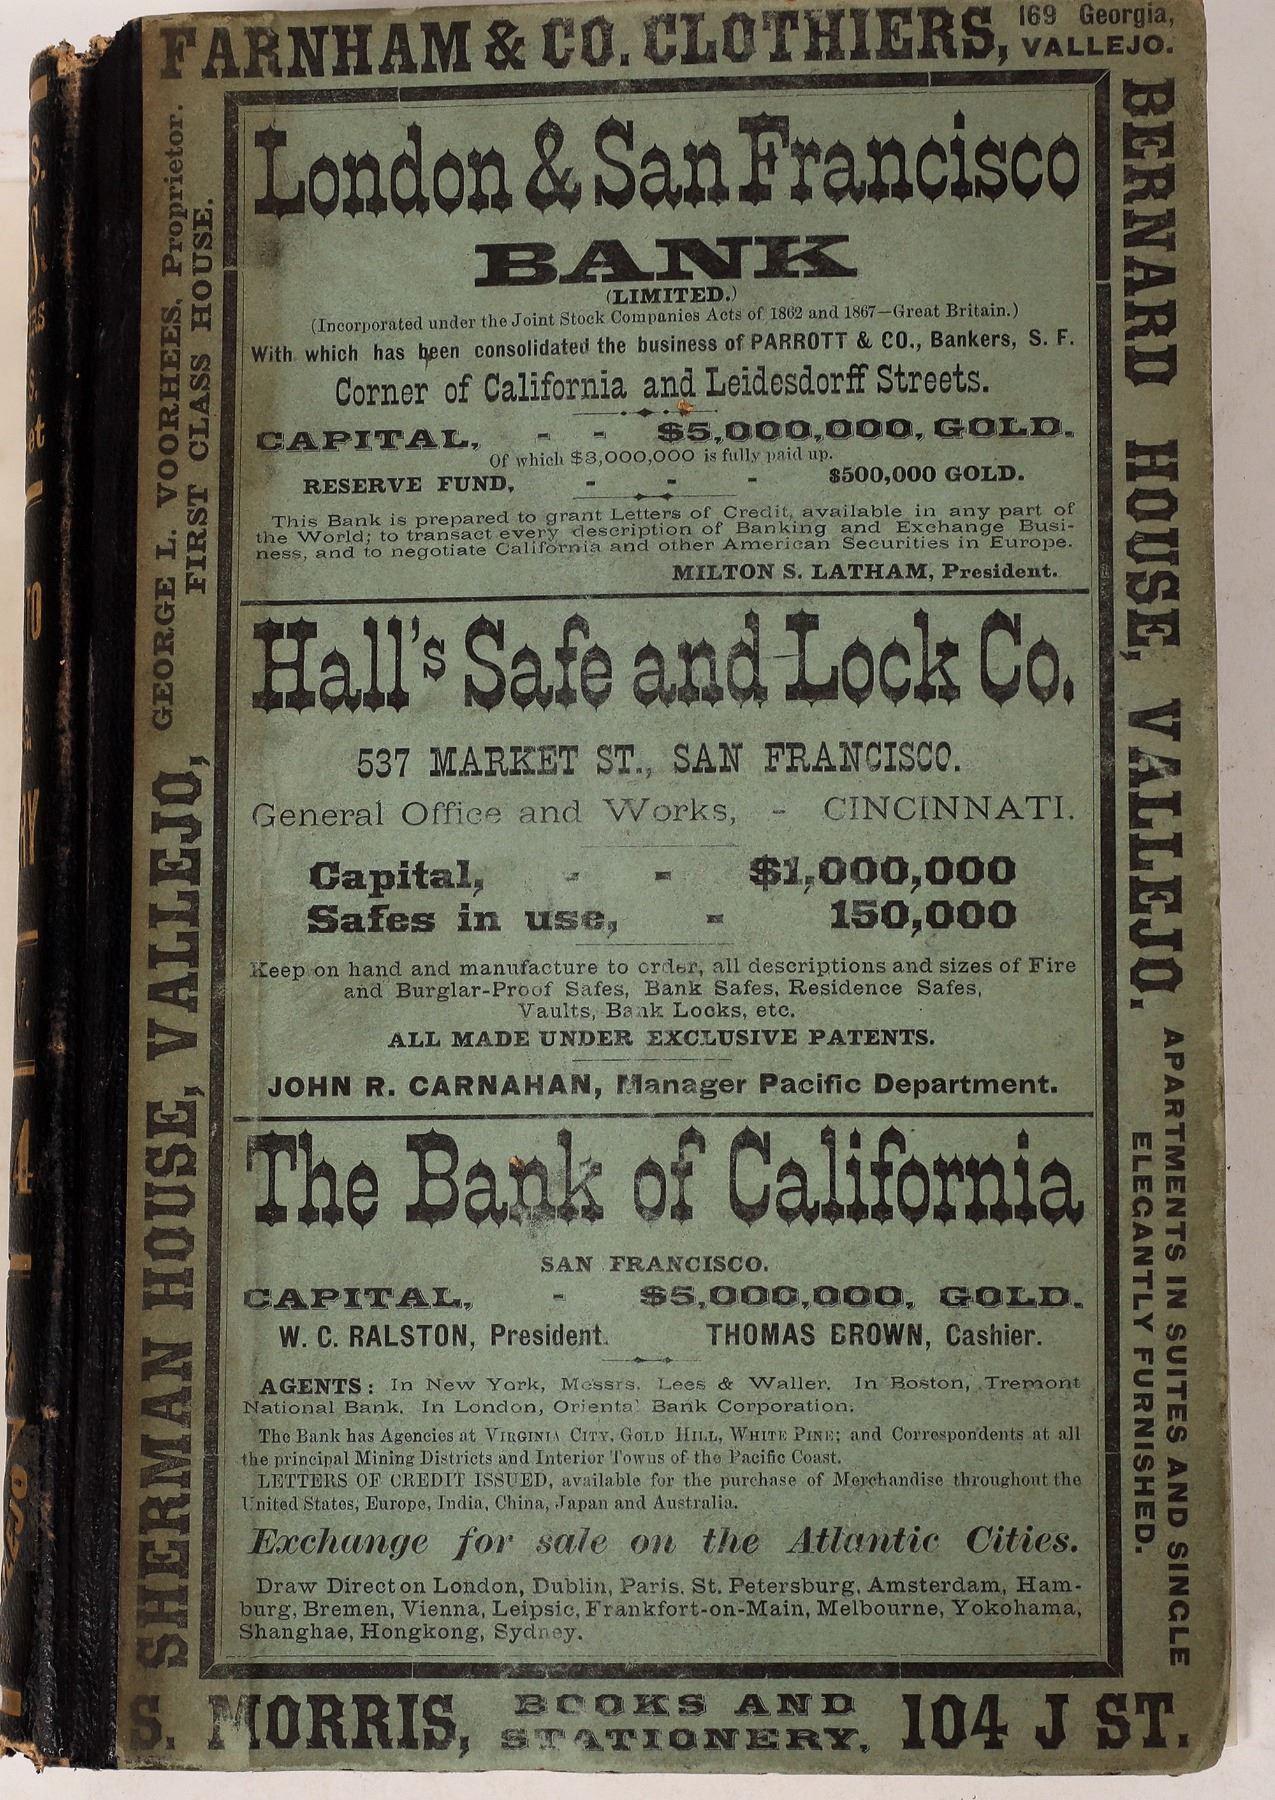 FARNHAM & CO. CLOTHIERS, 169 Georgia, VALLEJO.
London & San Francisco
BANK
(LIMITED.)
(Incorporated under the Joint Stock Companies Acts of 1862 and 1867—Great Britain.)
With which has been consolidated the business of PARROTT & CO., Bankers, S. F.
Corner of California and Leidesdorff Streets.
CAPITAL, - - $5,000,000, GOLD.
Of which $3,000,000 is fully paid up.
RESERVE FUND, - - - $500,000 GOLD.
This Bank is prepared to grant Letters of Credit, available in any part of
the World; to transact every description of Banking and Exchange Busi-
ness, and to negotiate California and other American Securities in Europe.
MILTON S. LATHAM, President.
Hall's Safe and Lock Co.
537 MARKET ST., SAN FRANCISCO.
General Office and Works, - CINCINNATI.
Capital, - - $1,000,000
Safes in use, - 150,000
Keep on hand and manufacture to order, all descriptions and sizes of Fire
and Burglar-Proof Safes, Bank Safes, Residence Safes,
Vaults, Bank Locks, etc.
ALL MADE UNDER EXCLUSIVE PATENTS.
JOHN R. CARNAHAN, Manager Pacific Department.
The Bank of California
SAN FRANCISCO.
CAPITAL, - $5,000,000, GOLD.
W. C. RALSTON, President. THOMAS BROWN, Cashier.
AGENTS: In New York, Messrs. Lees & Waller. In Boston, Tremont
National Bank. In London, Oriental Bank Corporation.
The Bank has Agencies at VIRGINIA CITY, GOLD HILL, WHITE PINE; and Correspondents at all
the principal Mining Districts and Interior Towns of the Pacific Coast.
LETTERS OF CREDIT ISSUED, available for the purchase of Merchandise throughout the
United States, Europe, India, China, Japan and Australia.
Exchange for sale on the Atlantic Cities.
Draw Direct on London, Dublin, Paris, St. Petersburg, Amsterdam, Ham-
burg, Bremen, Vienna, Leipsic, Frankfort-on-Main, Melbourne, Yokohama,
Shanghae, Hongkong, Sydney.
S. MORRIS, BOOKS AND STATIONERY, 104 J ST.
SHERMAN HOUSE, VALLEJO,
GEORGE L. VOORHEES, Proprietor.
FIRST CLASS HOUSE.
BERNARD HOUSE, VALLEJO.
APARTMENTS IN SUITES AND SINGLE
ELEGANTLY FURNISHED.